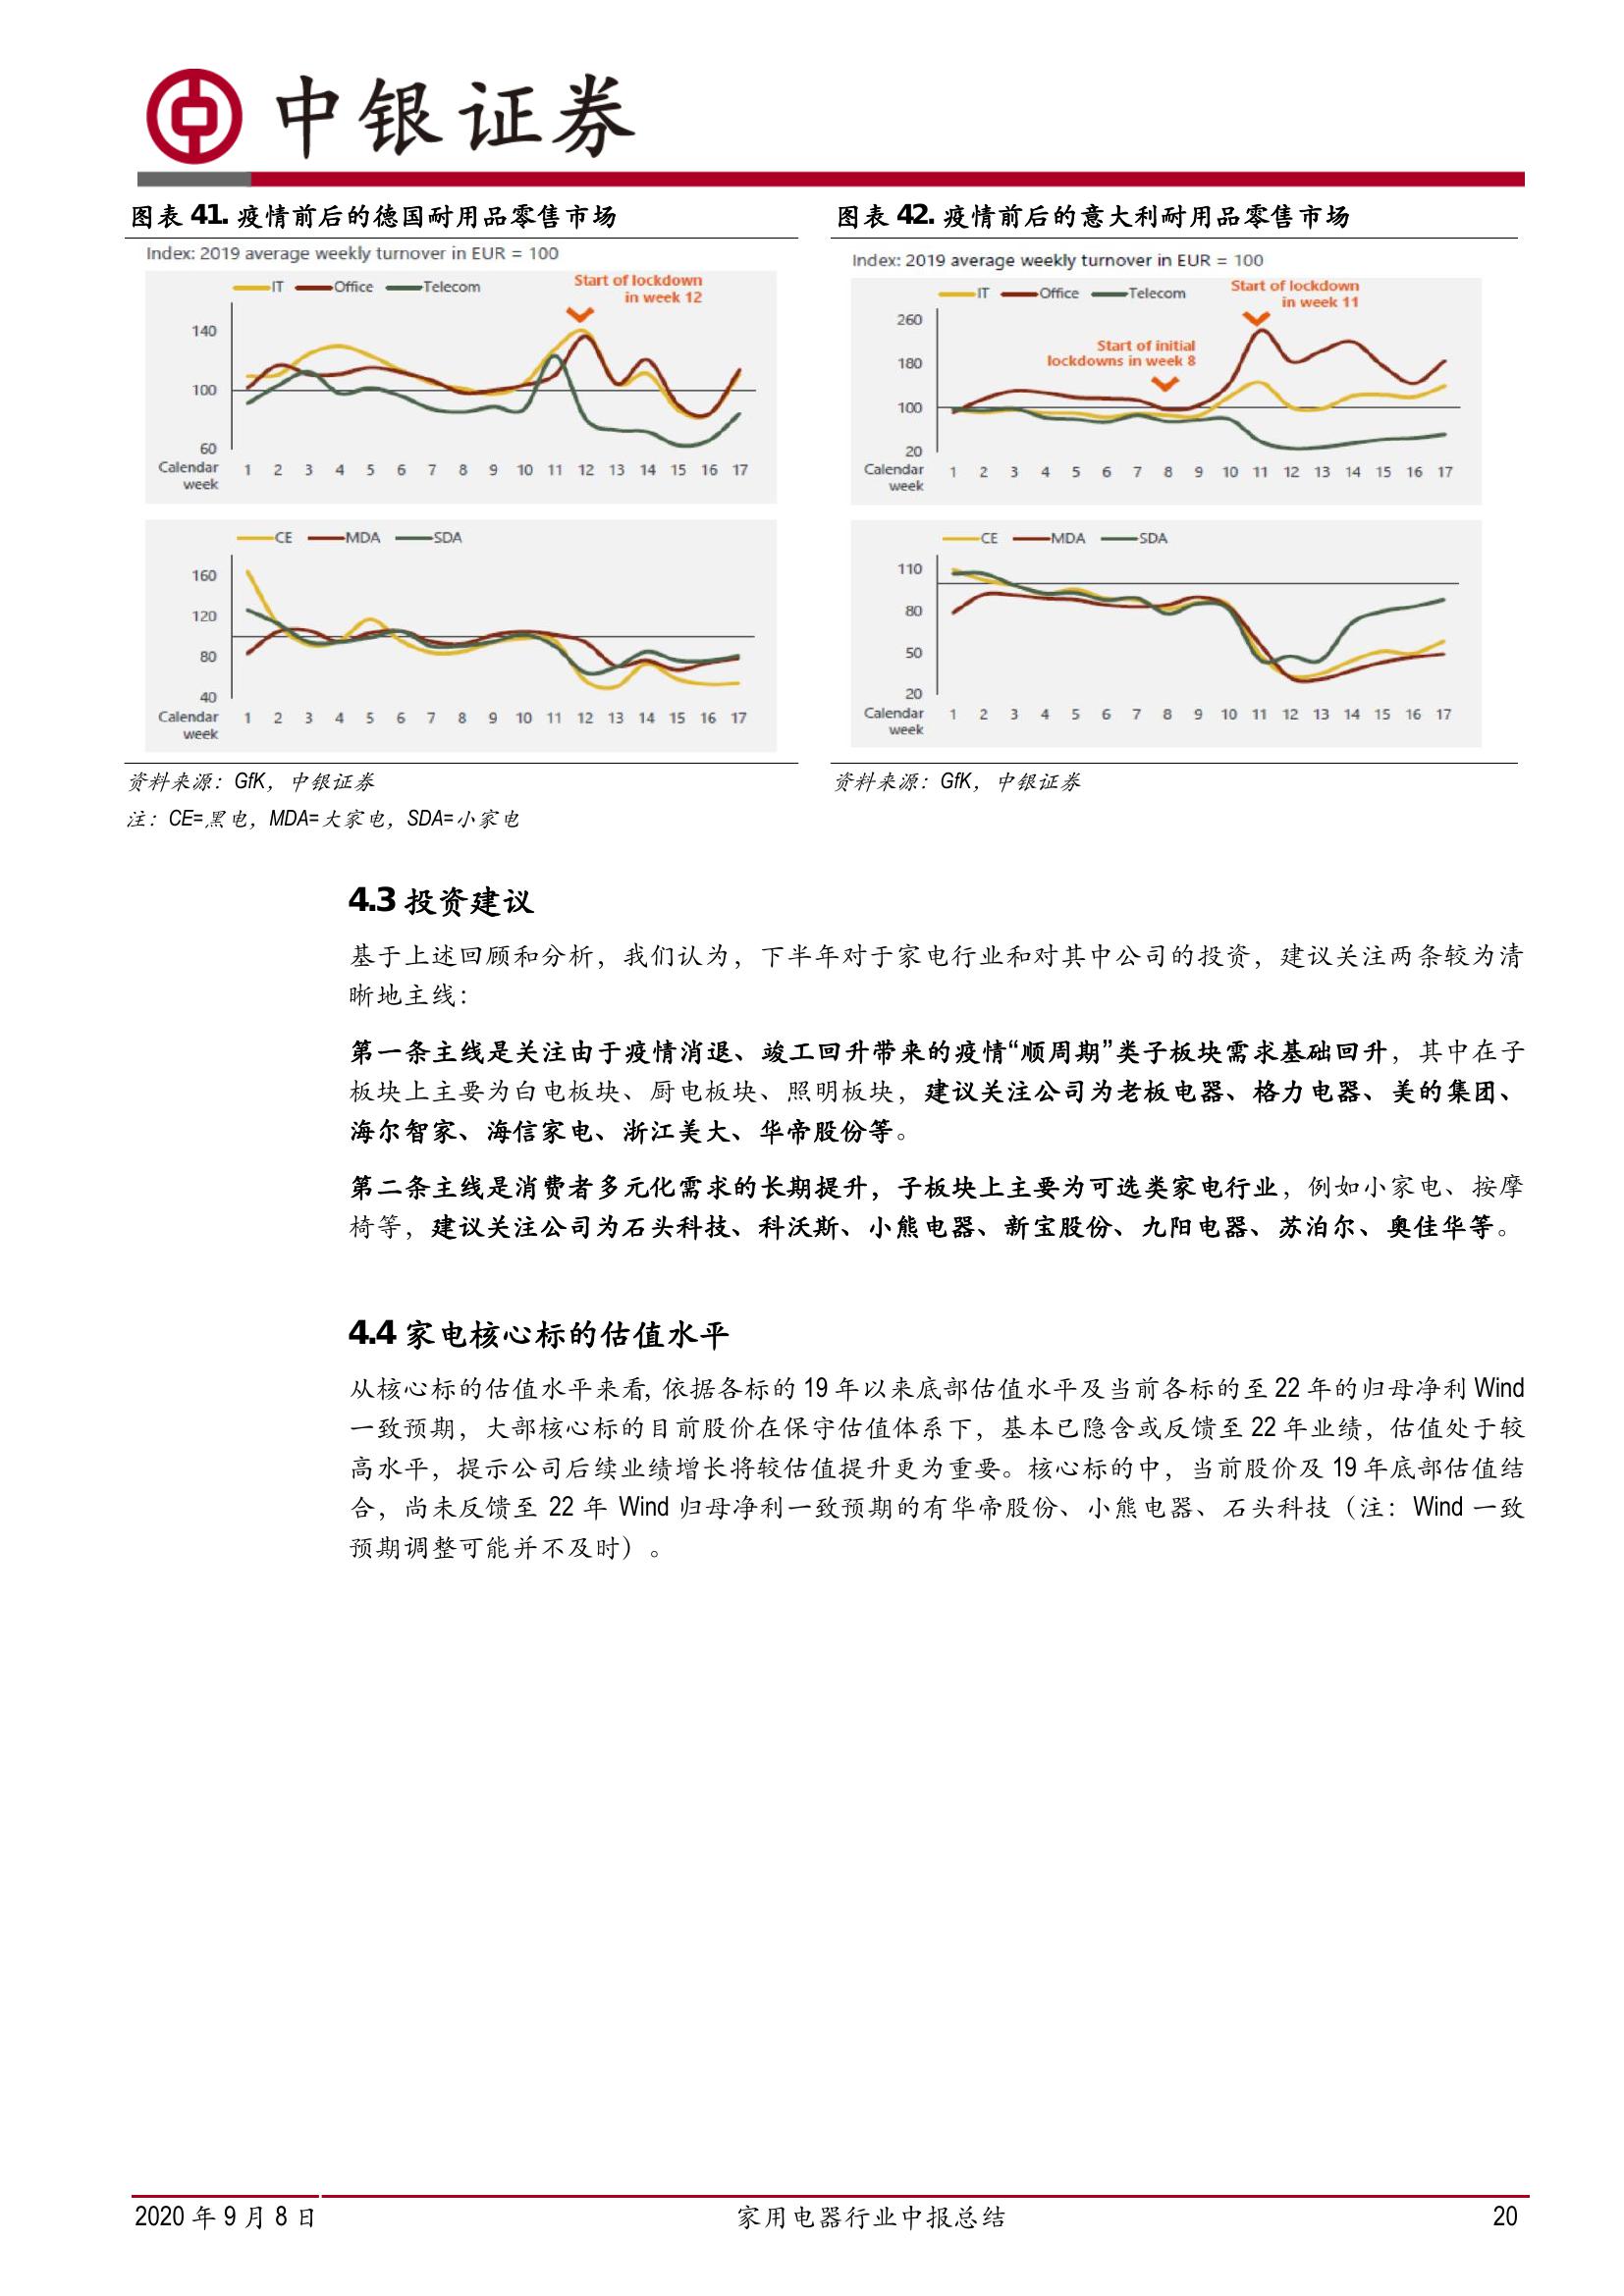 中银证券
图表 41. 疫情前后的德国耐用品零售市场
Index: 2019 average weekly turnover in EUR = 100
IT Office Telecom
Start of lockdown
in week 12
140
100
60
Calendar
week
1 2 3 4 5 6 7 8 9 10 11 12 13 14 15 16 17
CE MDA SDA
160
120
80
40
Calendar
week
1 2 3 4 5 6 7 8 9 10 11 12 13 14 15 16 17
资料来源：GfK，中银证券
注：CE=黑电，MDA=大家电，SDA=小家电
图表 42. 疫情前后的意大利耐用品零售市场
Index: 2019 average weekly turnover in EUR = 100
IT Office Telecom
Start of lockdown
in week 11
Start of initial
lockdowns in week 8
260
180
100
20
Calendar
week
1 2 3 4 5 6 7 8 9 10 11 12 13 14 15 16 17
CE MDA SDA
110
80
50
20
Calendar
week
1 2 3 4 5 6 7 8 9 10 11 12 13 14 15 16 17
资料来源：GfK，中银证券
4.3 投资建议
基于上述回顾和分析，我们认为，下半年对于家电行业和对其中公司的投资，建议关注两条较为清
晰地主线：
第一条主线是关注由于疫情消退、竣工回升带来的疫情“顺周期”类子板块需求基础回升，其中在子
板块上主要为白电板块、厨电板块、照明板块，建议关注公司为老板电器、格力电器、美的集团、
海尔智家、海信家电、浙江美大、华帝股份等。
第二条主线是消费者多元化需求的长期提升，子板块上主要为可选类家电行业，例如小家电、按摩
椅等，建议关注公司为石头科技、科沃斯、小熊电器、新宝股份、九阳电器、苏泊尔、奥佳华等。
4.4 家电核心标的估值水平
从核心标的估值水平来看，依据各标的 19 年以来底部估值水平及当前各标的至 22 年的归母净利 Wind
一致预期，大部核心标的目前股价在保守估值体系下，基本已隐含或反馈至 22 年业绩，估值处于较
高水平，提示公司后续业绩增长将较估值提升更为重要。核心标的中，当前股价及 19 年底部估值结
合，尚未反馈至 22 年 Wind 归母净利一致预期的有华帝股份、小熊电器、石头科技（注：Wind 一致
预期调整可能并不及时）。
2020 年 9 月 8 日 家用电器行业中报总结 20